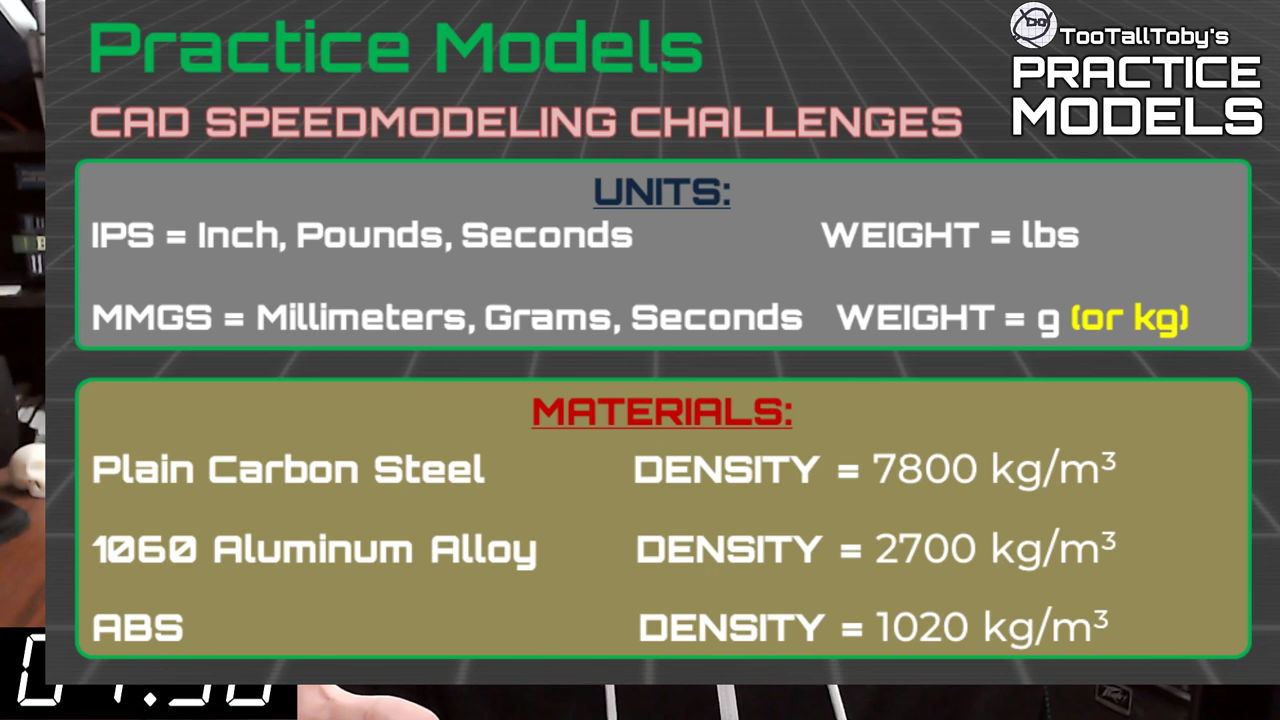 Practice Models
CAD SPEEDMODELING CHALLENGES
TooTallToby's
PRACTICE
MODELS
UNITS:
IPS = Inch, Pounds, Seconds WEIGHT = lbs
MMGS = Millimeters, Grams, Seconds WEIGHT = g (or kg)
MATERIALS:
Plain Carbon Steel DENSITY = 7800 kg/m³
1060 Aluminum Alloy DENSITY = 2700 kg/m³
ABS DENSITY = 1020 kg/m³